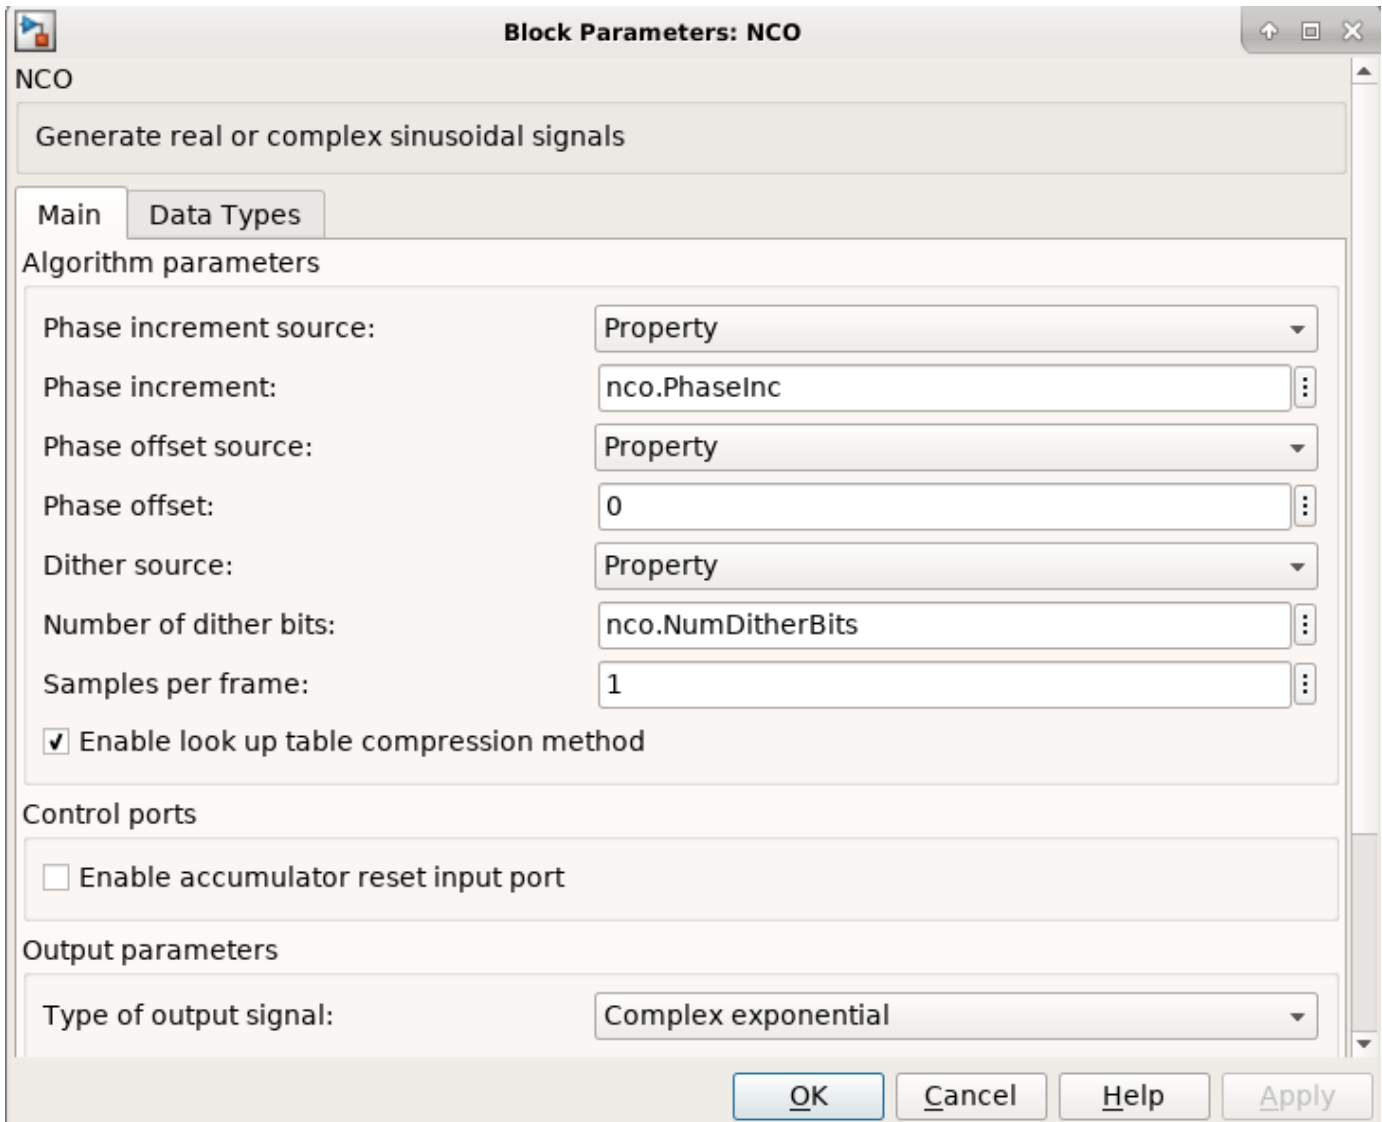 Block Parameters: NCO
NCO
Generate real or complex sinusoidal signals
Main Data Types
Algorithm parameters
Phase increment source: Property
Phase increment: nco.PhaseInc
Phase offset source: Property
Phase offset: 0
Dither source: Property
Number of dither bits: nco.NumDitherBits
Samples per frame: 1
Enable look up table compression method
Control ports
Enable accumulator reset input port
Output parameters
Type of output signal: Complex exponential
OK Cancel Help Apply